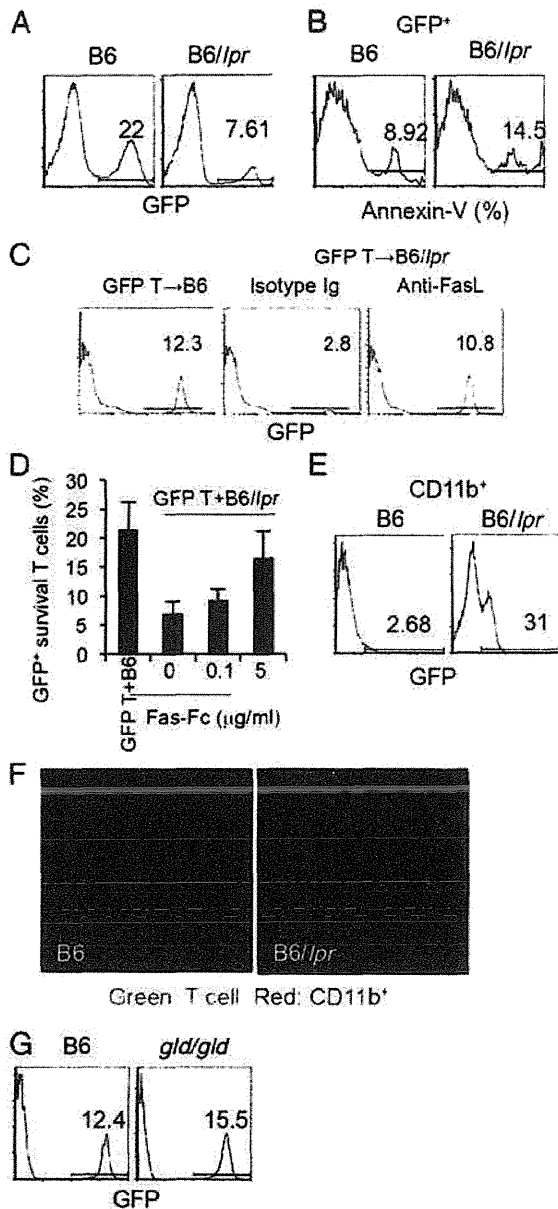 A
B6 B6/lpr
22 7.61
GFP
B
GFP+
B6 B6/lpr
8.92 14.5
Annexin-V (%)
C
GFP T→B6/lpr
GFP T→B6 Isotype Ig Anti-FasL
12.3 2.8 10.8
GFP
D
GFP+ survival T cells (%)
30
25
20
15
10
5
0
GFP T+B6/lpr
GFP T+B6 0 0.1 5
Fas-Fc (μg/ml)
E
CD11b+
B6 B6/lpr
2.68 31
GFP
F
B6 B6/lpr
Green T cell Red: CD11b+
G
B6 gld/gld
12.4 15.5
GFP